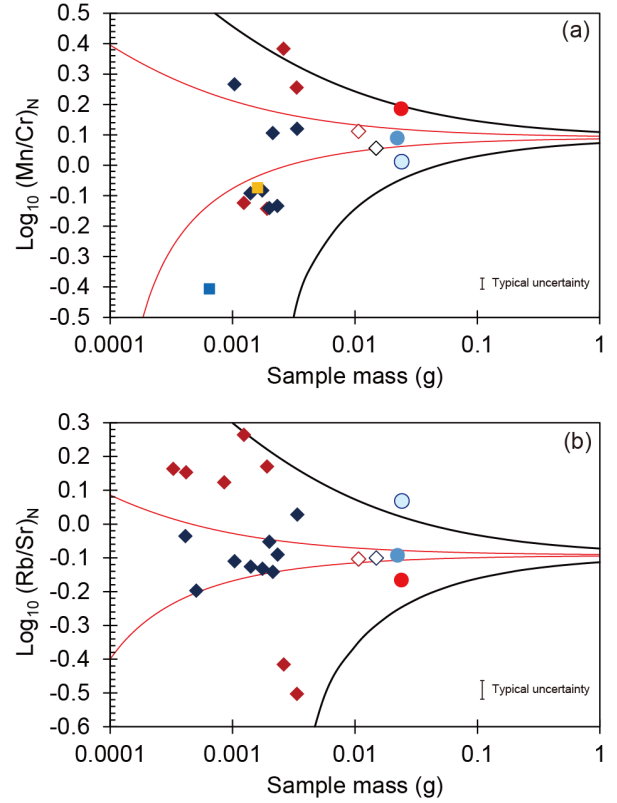 (a)
0.5
0.4
0.3
0.2
0.1
0.0
-0.1
-0.2
-0.3
-0.4
-0.5
Log10 (Mn/Cr)N
Typical uncertainty
0.0001 0.001 0.01 0.1 1
Sample mass (g)
(b)
0.3
0.2
0.1
0.0
-0.1
-0.2
-0.3
-0.4
-0.5
-0.6
Log10 (Rb/Sr)N
Typical uncertainty
0.0001 0.001 0.01 0.1 1
Sample mass (g)